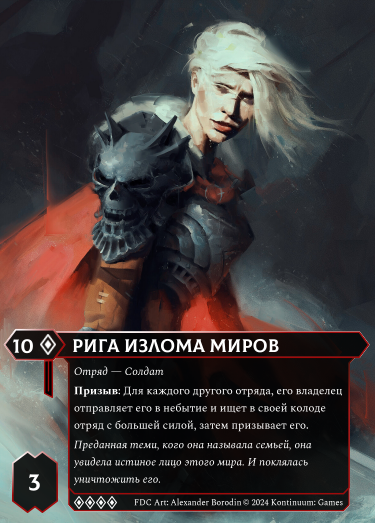 10
РИГА ИЗЛОМА МИРОВ
Отряд — Солдат
Призыв: Для каждого другого отряда, его владелец
отправляет его в небытие и ищет в своей колоде
отряд с большей силой, затем призывает его.
Преданная теми, кого она называла семьей, она
увидела истиное лицо этого мира. И поклялась
уничтожить его.
3
FDC Art: Alexander Borodin © 2024 Kontinuum: Games